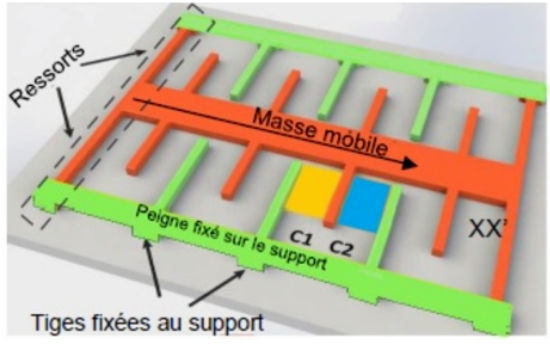 Ressorts
Masse mobile
XX'
Peigne fixé sur le support
C1 C2
Tiges fixées au support